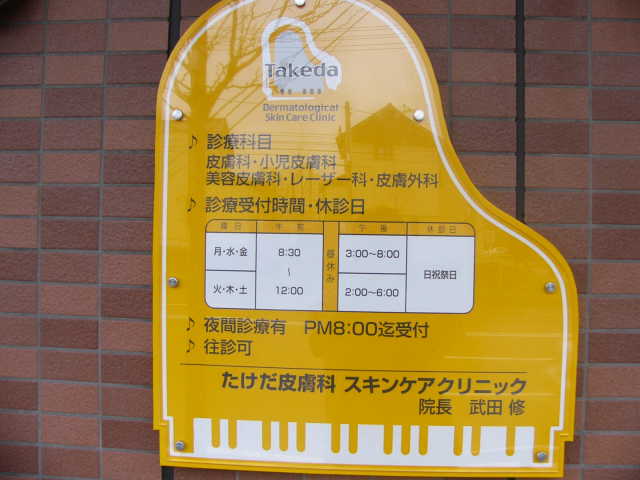 Takeda
Dermatological
Skin Care Clinic
♪ 診療科目
皮膚科・小児皮膚科
美容皮膚科・レーザー科・皮膚外科
♪ 診療受付時間・休診日
曜日 午前 昼休み 午後 休診日
月・水・金 8:30 〜 12:00 3:00〜8:00 日祝祭日
火・木・土 2:00〜6:00
♪ 夜間診療有 PM8:00迄受付
♪ 往診可
たけだ皮膚科 スキンケアクリニック
院長 武田 修